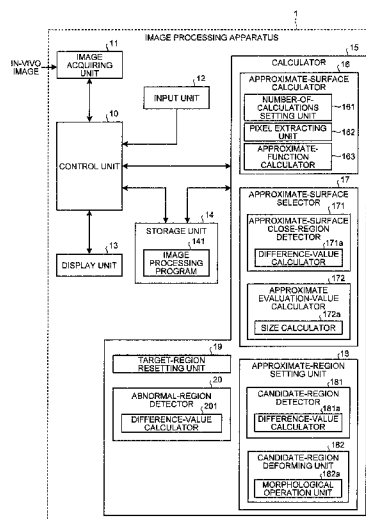 1
IMAGE PROCESSING APPARATUS
IN-VIVO
IMAGE
11
IMAGE
ACQUIRING
UNIT
12
INPUT UNIT
10
CONTROL UNIT
13
DISPLAY UNIT
14
STORAGE UNIT
141
IMAGE
PROCESSING
PROGRAM
15
CALCULATOR
16
APPROXIMATE-SURFACE
CALCULATOR
NUMBER-OF-
CALCULATIONS
SETTING UNIT
161
PIXEL EXTRACTING
UNIT
162
APPROXIMATE-
FUNCTION
CALCULATOR
163
17
APPROXIMATE-SURFACE
SELECTOR
171
APPROXIMATE-SURFACE
CLOSE-REGION
DETECTOR
171a
DIFFERENCE-VALUE
CALCULATOR
172
APPROXIMATE
EVALUATION-VALUE
CALCULATOR
172a
SIZE CALCULATOR
19
TARGET-REGION
RESETTING UNIT
20
ABNORMAL-REGION
DETECTOR
201
DIFFERENCE-VALUE
CALCULATOR
18
APPROXIMATE-REGION
SETTING UNIT
181
CANDIDATE-REGION
DETECTOR
181a
DIFFERENCE-VALUE
CALCULATOR
182
CANDIDATE-REGION
DEFORMING UNIT
182a
MORPHOLOGICAL
OPERATION UNIT